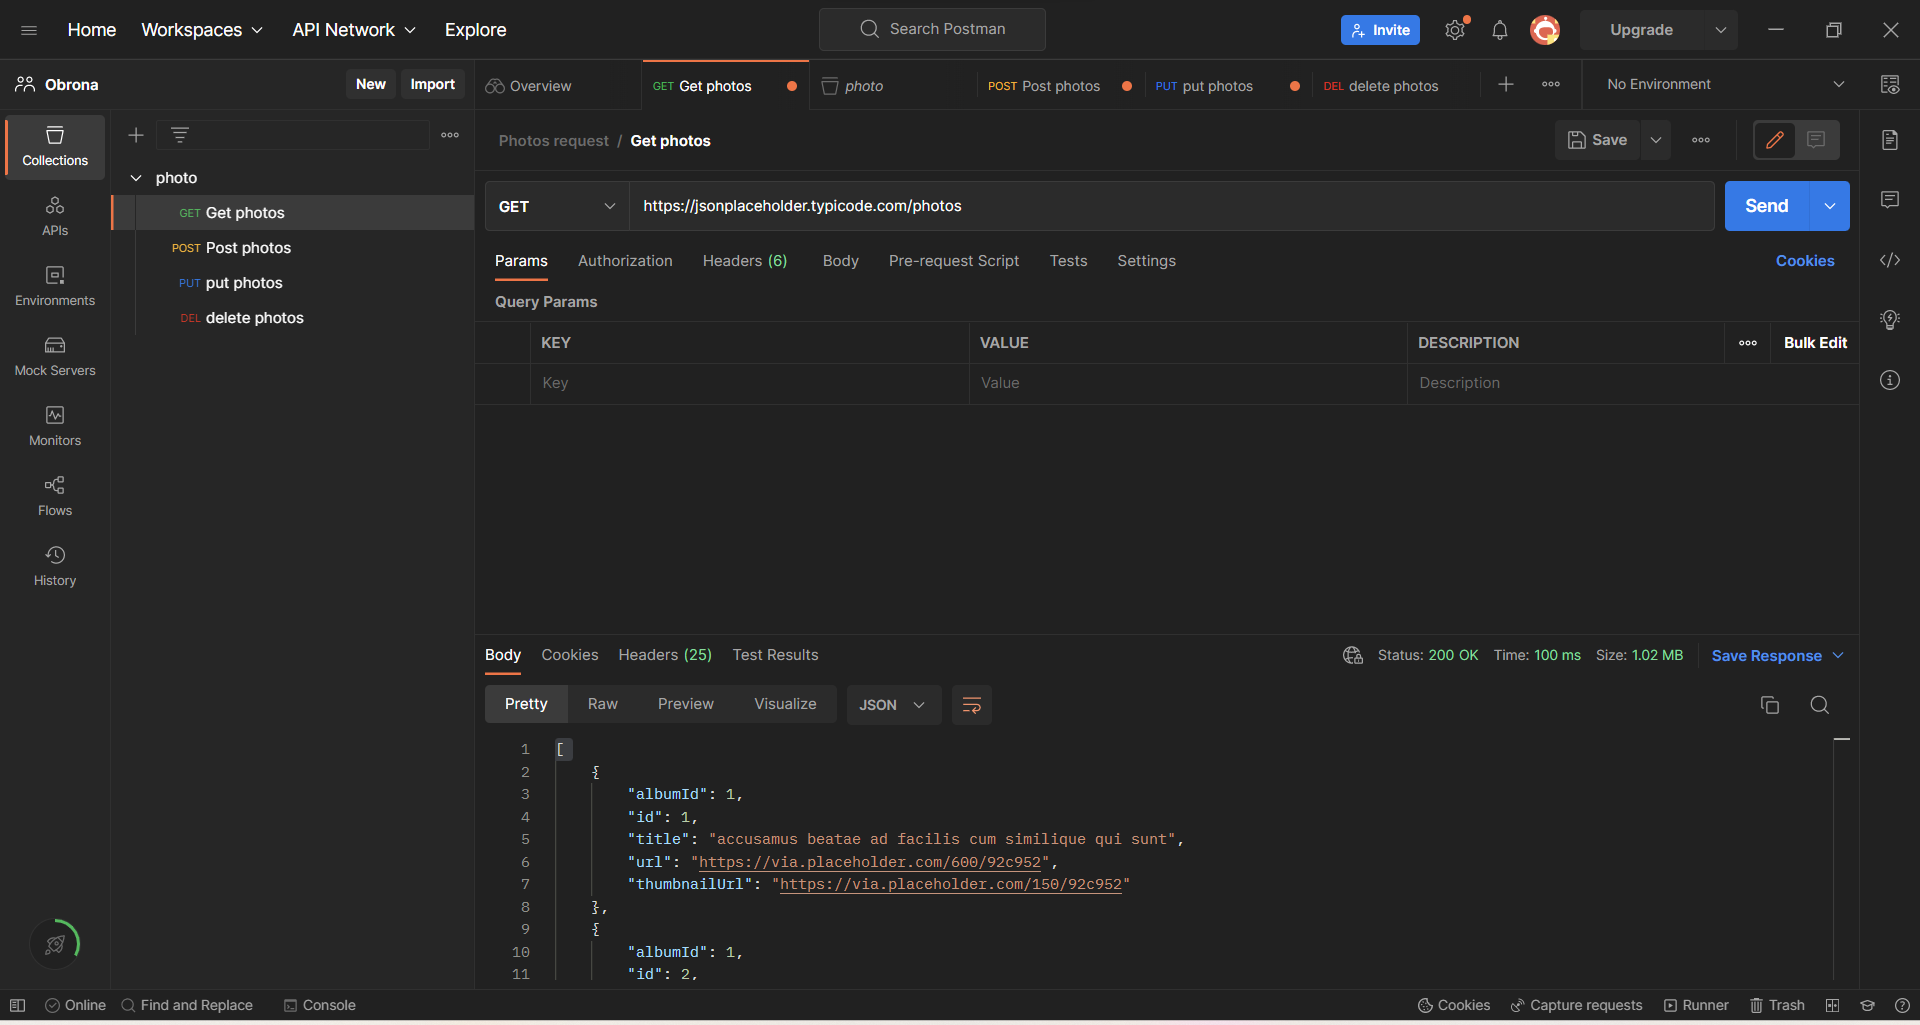 Home Workspaces API Network Explore Search Postman Invite Upgrade
Obrona New Import Overview GET Get photos photo POST Post photos PUT put photos DEL delete photos No Environment
Collections
APIs
Environments
Mock Servers
Monitors
Flows
History
photo
GET Get photos
POST Post photos
PUT put photos
DEL delete photos
Photos request / Get photos Save
GET https://jsonplaceholder.typicode.com/photos Send
Params Authorization Headers (6) Body Pre-request Script Tests Settings Cookies
Query Params
KEY VALUE DESCRIPTION Bulk Edit
Key Value Description
Body Cookies Headers (25) Test Results Status: 200 OK Time: 100 ms Size: 1.02 MB Save Response
Pretty Raw Preview Visualize JSON
1 [
2 {
3 "albumId": 1,
4 "id": 1,
5 "title": "accusamus beatae ad facilis cum similique qui sunt",
6 "url": "https://via.placeholder.com/600/92c952",
7 "thumbnailUrl": "https://via.placeholder.com/150/92c952"
8 },
9 {
10 "albumId": 1,
11 "id": 2,
Online Find and Replace Console Cookies Capture requests Runner Trash